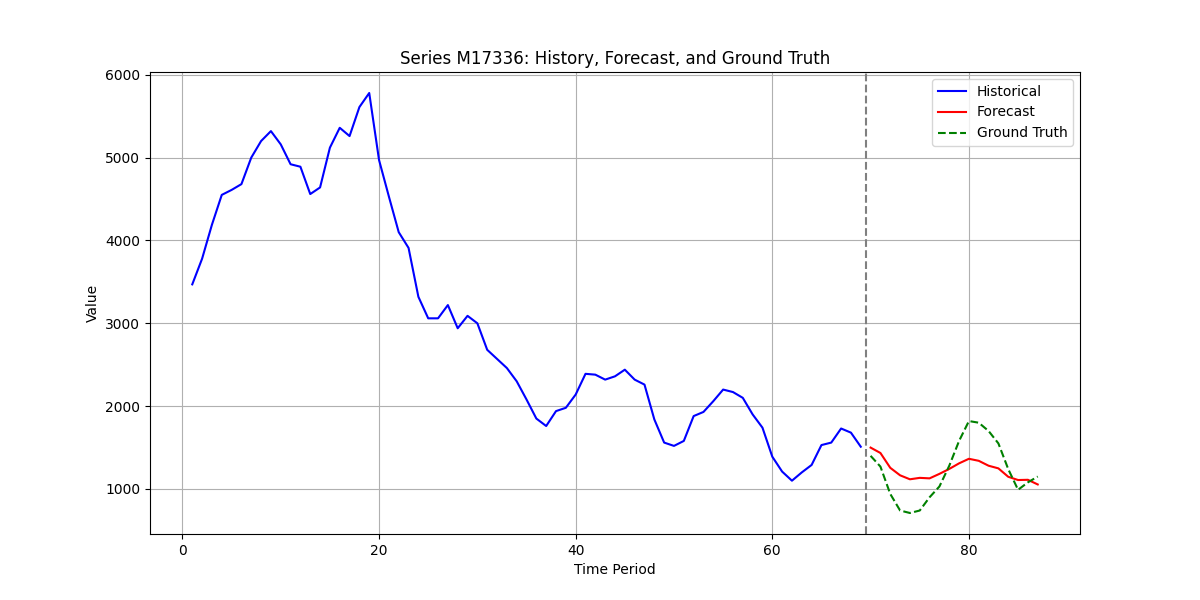 Series M17336: History, Forecast, and Ground Truth
6000
5000
4000
3000
2000
1000
Value
Historical
Forecast
Ground Truth
0
20
40
60
80
Time Period